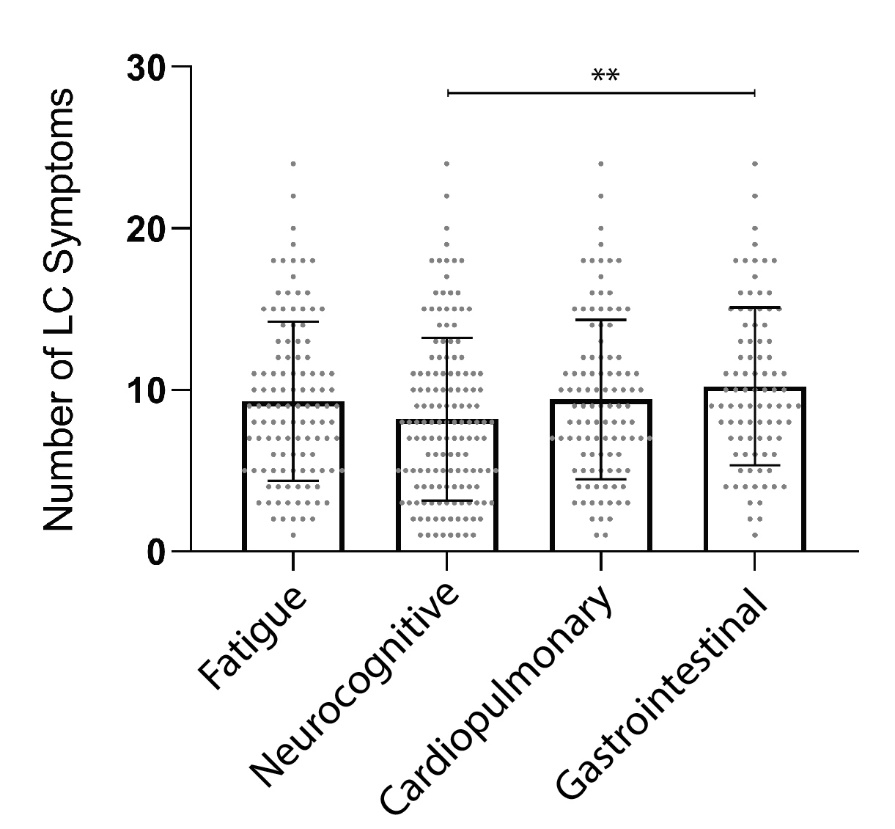 Number of LC Symptoms
30
20
10
0
**
Fatigue
Neurocognitive
Cardiopulmonary
Gastrointestinal